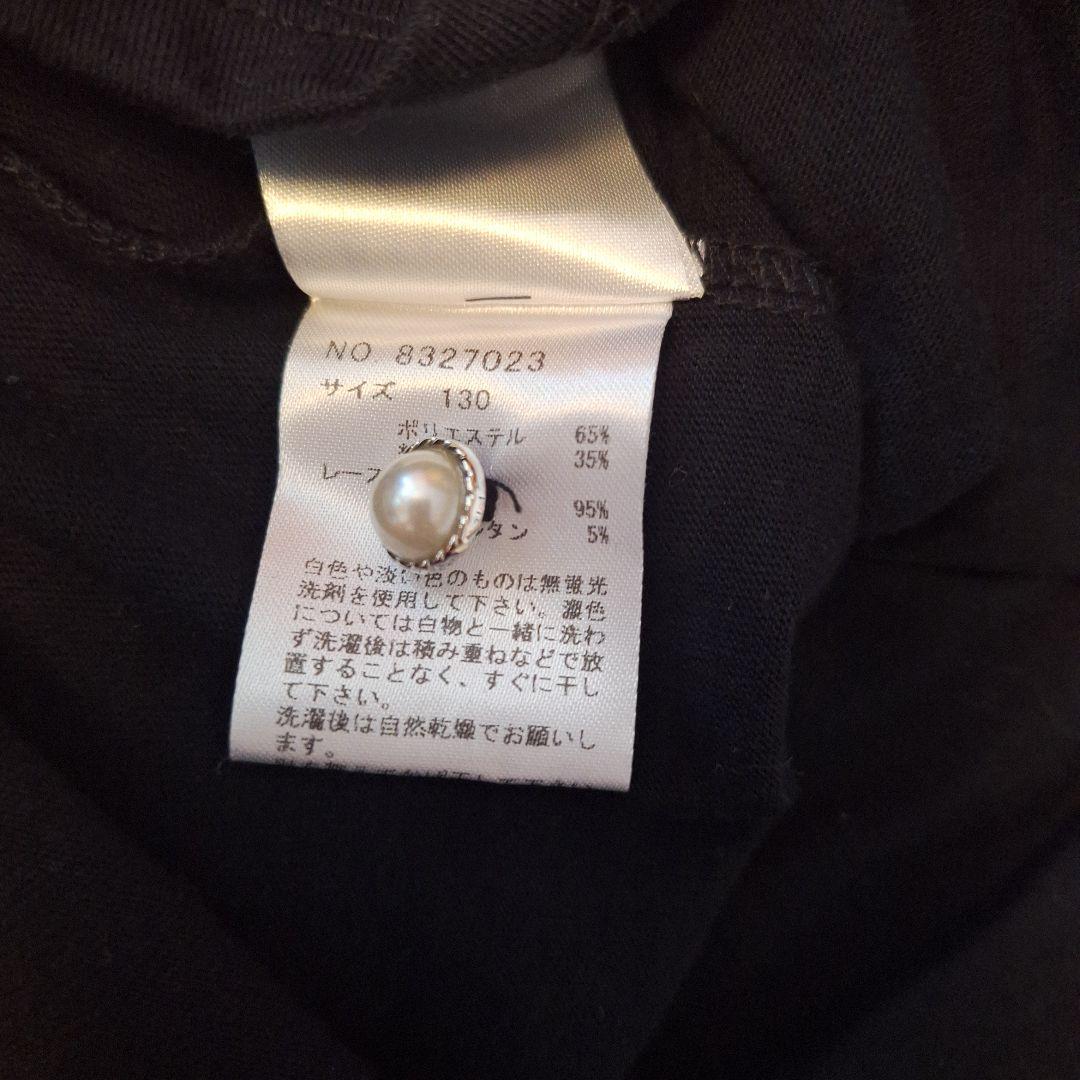 NO 8327023
サイズ 130
ポリエステル 65%
35%
レース
95%
タン 5%
白色や淡い色のものは無蛍光
洗剤を使用して下さい。濃色
については白物と一緒に洗わ
ず洗濯後は積み重ねなどで放
置することなく、すぐに干し
て下さい。
洗濯後は自然乾燥でお願いし
ます。